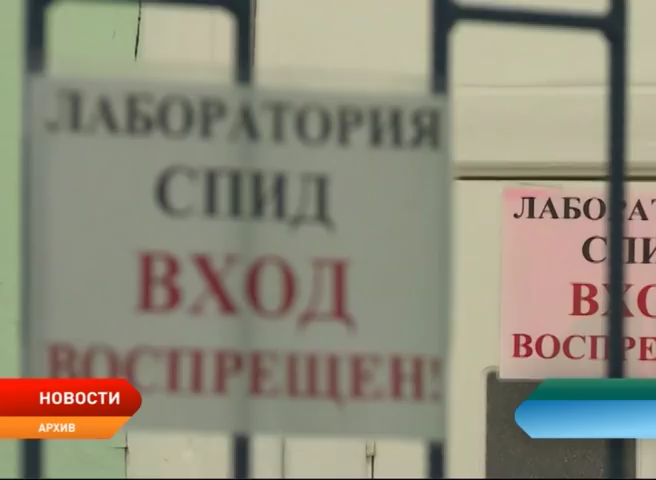 ЛАБОРАТОРИЯ
СПИД
ВХОД
ВОСПРЕЩЕН!
НОВОСТИ
АРХИВ